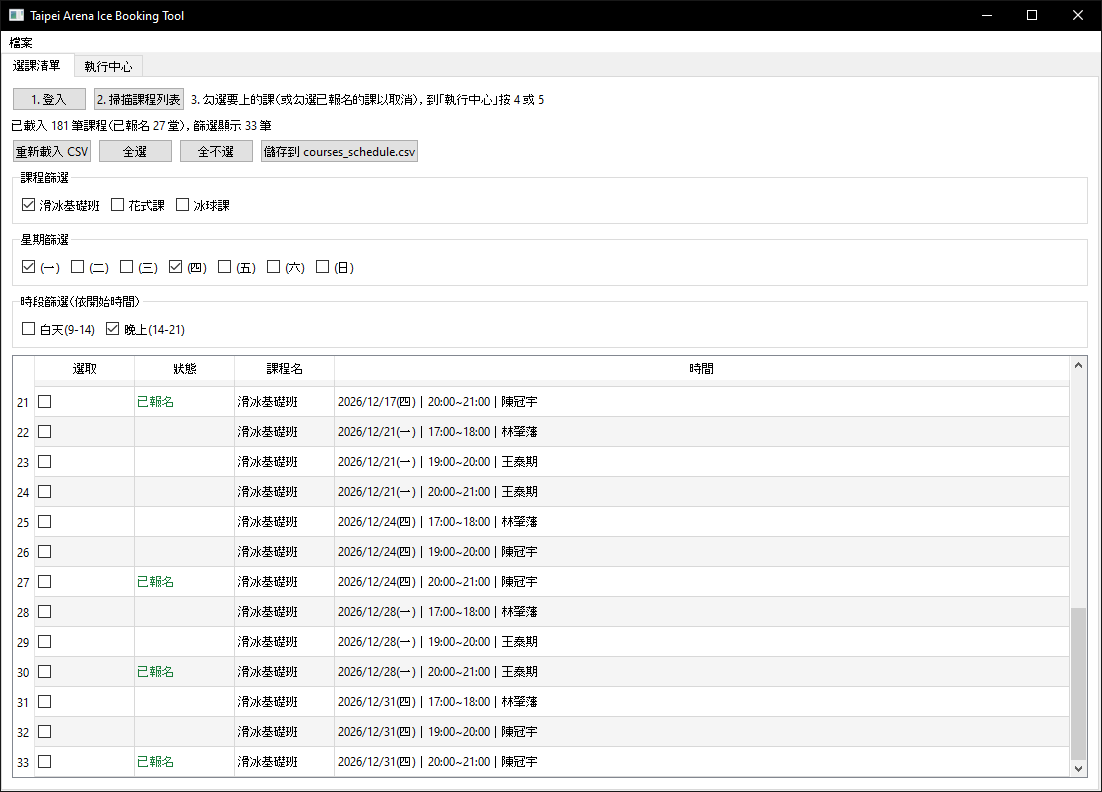 Taipei Arena Ice Booking Tool
檔案
選課清單 執行中心
1. 登入 2. 掃描課程列表 3. 勾選要上的課(或勾選已報名的課以取消), 到「執行中心」按 4 或 5
已載入 181 筆課程(已報名 27 堂), 篩選顯示 33 筆
重新載入 CSV 全選 全不選 儲存到 courses_schedule.csv
課程篩選
滑冰基礎班 花式課 冰球課
星期篩選
(一) (二) (三) (四) (五) (六) (日)
時段篩選(依開始時間)
白天(9-14) 晚上(14-21)
選取 狀態 課程名 時間
21 已報名 滑冰基礎班 2026/12/17(四) | 20:00~21:00 | 陳冠宇
22 滑冰基礎班 2026/12/21(一) | 17:00~18:00 | 林肇藩
23 滑冰基礎班 2026/12/21(一) | 19:00~20:00 | 王泰期
24 滑冰基礎班 2026/12/21(一) | 20:00~21:00 | 王泰期
25 滑冰基礎班 2026/12/24(四) | 17:00~18:00 | 林肇藩
26 滑冰基礎班 2026/12/24(四) | 19:00~20:00 | 陳冠宇
27 已報名 滑冰基礎班 2026/12/24(四) | 20:00~21:00 | 陳冠宇
28 滑冰基礎班 2026/12/28(一) | 17:00~18:00 | 林肇藩
29 滑冰基礎班 2026/12/28(一) | 19:00~20:00 | 王泰期
30 已報名 滑冰基礎班 2026/12/28(一) | 20:00~21:00 | 王泰期
31 滑冰基礎班 2026/12/31(四) | 17:00~18:00 | 林肇藩
32 滑冰基礎班 2026/12/31(四) | 19:00~20:00 | 陳冠宇
33 已報名 滑冰基礎班 2026/12/31(四) | 20:00~21:00 | 陳冠宇